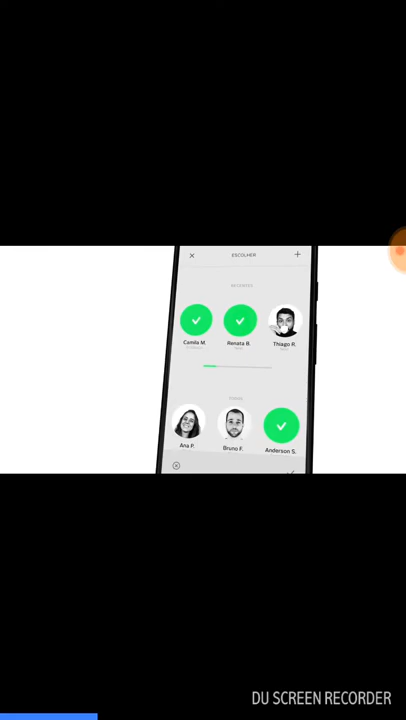 ESCOLHER
RECENTES
Camila M.
Renata B.
Thiago R.
Ana P.
Bruno F.
Anderson S.
DU SCREEN RECORDER